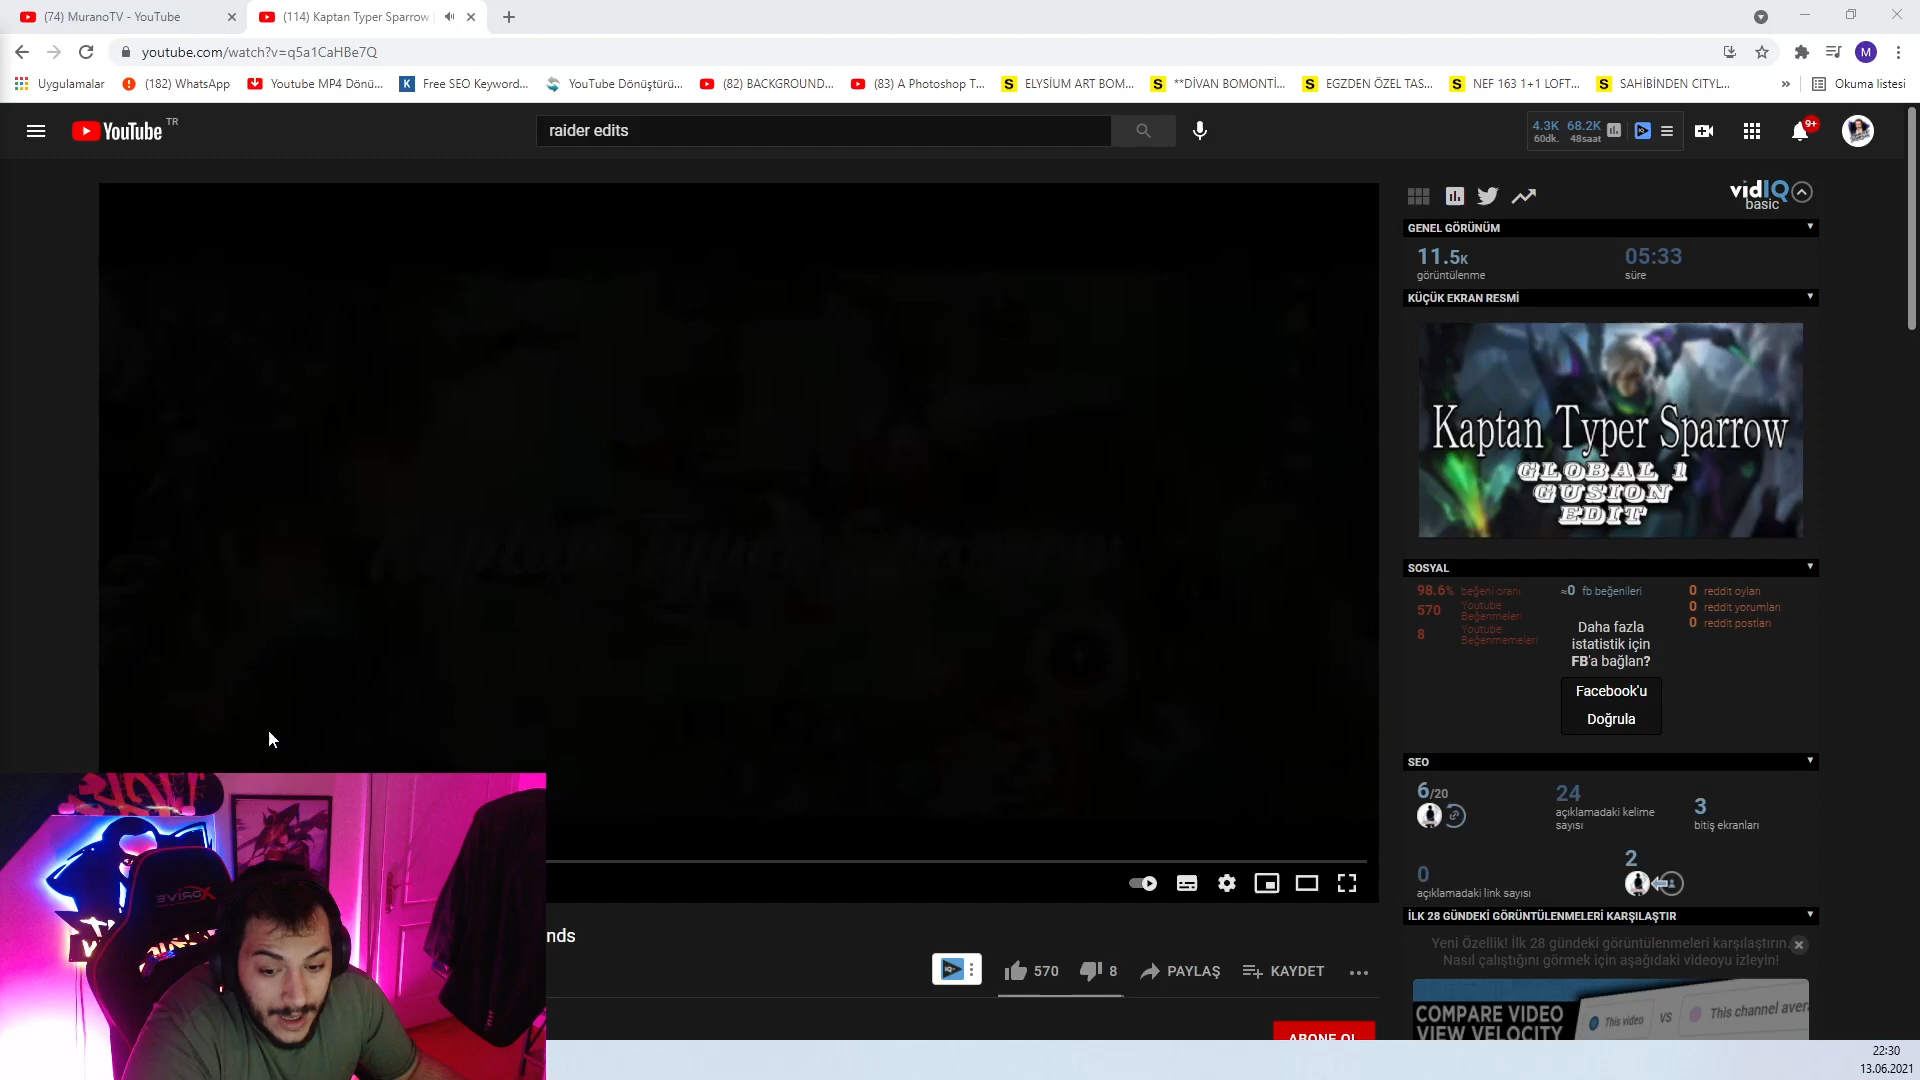 (74) MuranoTV - YouTube
(114) Kaptan Typer Sparrow
youtube.com/watch?v=q5a1CaHBe7Q
M
Uygulamalar
(182) WhatsApp
Youtube MP4 Dönü...
Free SEO Keyword...
YouTube Dönüştürü...
(82) BACKGROUND...
(83) A Photoshop T...
ELYSİUM ART BOM...
**DİVAN BOMONTİ...
EGZDEN ÖZEL TAS...
NEF 163 1+1 LOFT...
SAHİBİNDEN CITYL...
»
Okuma listesi
YouTube TR
raider edits
4.3K 68.2K
60dk. 48saat
9+
vidIQ
basic
GENEL GÖRÜNÜM
11.5K
görüntülenme
05:33
süre
KÜÇÜK EKRAN RESMİ
Kaptan Typer Sparrow
GLOBAL 1
GUSION
EDIT
Kaptan Typer Sparrow
SOSYAL
98.6% beğeni oranı
570 Youtube Beğenmeleri
8 Youtube Beğenmemeleri
≈0 fb beğenileri
Daha fazla
istatistik için
FB'a bağlan?
Facebook'u
Doğrula
0 reddit oyları
0 reddit yorumları
0 reddit postları
SEO
6/20
24
açıklamadaki kelime
sayısı
3
bitiş ekranları
0
açıklamadaki link sayısı
2
İLK 28 GÜNDEKİ GÖRÜNTÜLENMELERİ KARŞILAŞTIR
Yeni Özellik! İlk 28 gündeki görüntülenmeleri karşılaştırın.
Nasıl çalıştığını görmek için aşağıdaki videoyu izleyin!
COMPARE VIDEO
VIEW VELOCITY
This video
VS
This channel aver
nds
570
8
PAYLAŞ
KAYDET
ABONE OL
22:30
13.06.2021